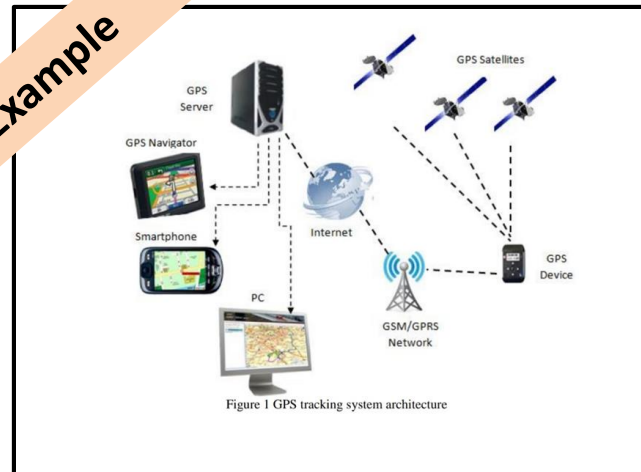 Example
GPS
Server
GPS Satellites
GPS Navigator
Smartphone
Internet
GPS
Device
PC
GSM/GPRS
Network
Figure 1 GPS tracking system architecture